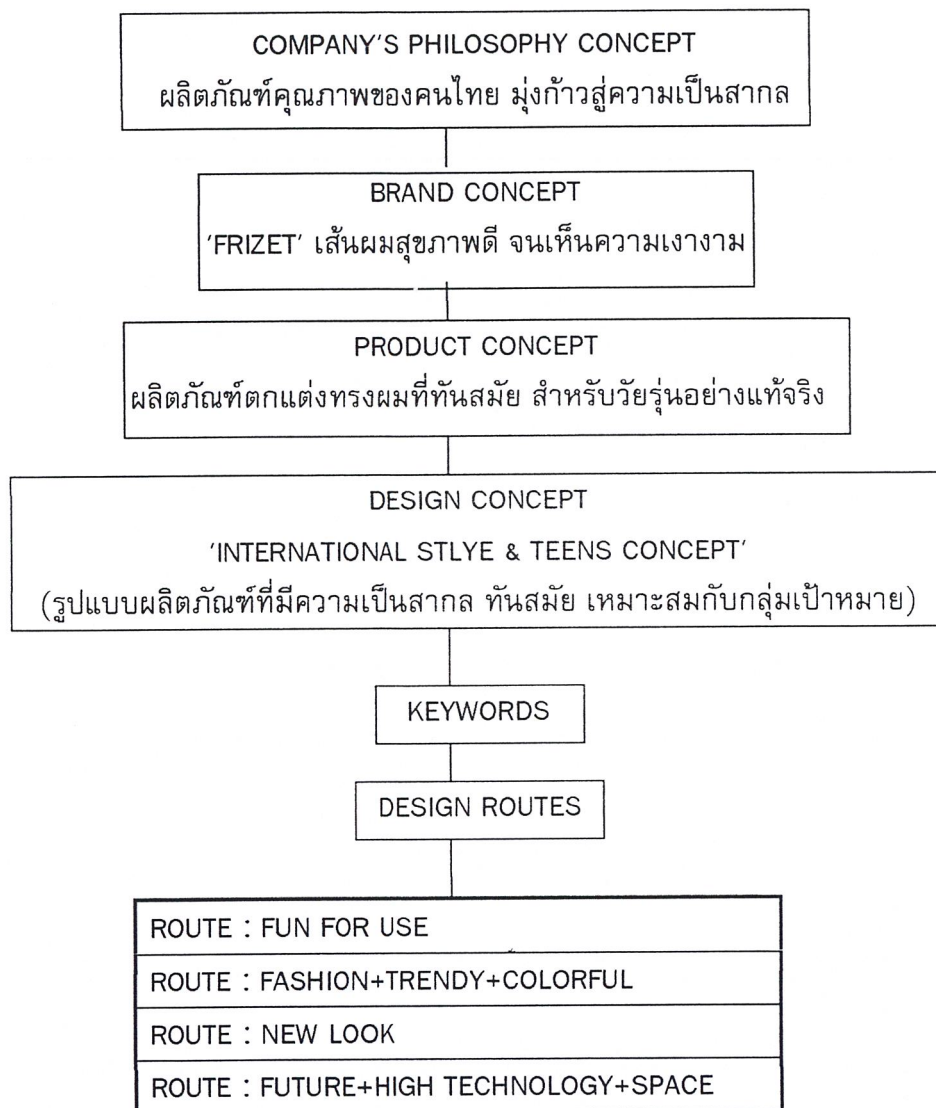 COMPANY'S PHILOSOPHY CONCEPT
ผลิตภัณฑ์คุณภาพของคนไทย มุ่งก้าวสู่ความเป็นสากล
BRAND CONCEPT
'FRIZET' เส้นผมสุขภาพดี จนเห็นความเงางาม
PRODUCT CONCEPT
ผลิตภัณฑ์ตกแต่งทรงผมที่ทันสมัย สำหรับวัยรุ่นอย่างแท้จริง
DESIGN CONCEPT
'INTERNATIONAL STLYE & TEENS CONCEPT'
(รูปแบบผลิตภัณฑ์ที่มีความเป็นสากล ทันสมัย เหมาะสมกับกลุ่มเป้าหมาย)
KEYWORDS
DESIGN ROUTES
ROUTE : FUN FOR USE
ROUTE : FASHION+TRENDY+COLORFUL
ROUTE : NEW LOOK
ROUTE : FUTURE+HIGH TECHNOLOGY+SPACE